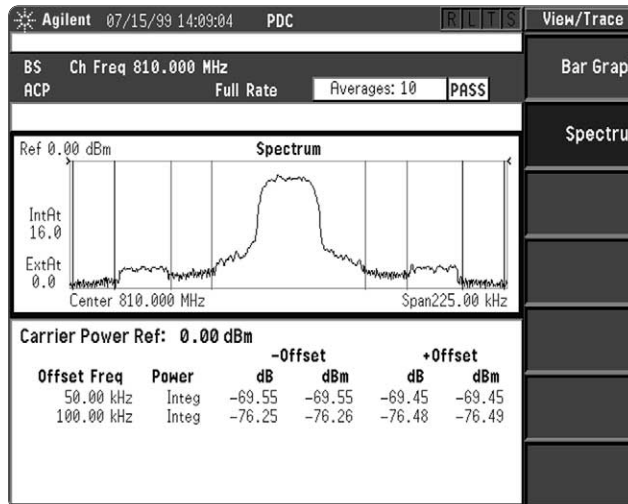 Agilent 07/15/99 14:09:04 PDC R L T S View/Trace
BS Ch Freq 810.000 MHz
ACP Full Rate Averages: 10 PASS
Bar Grap
Spectru
Ref 0.00 dBm Spectrum
IntAt
16.0
ExtAt
0.0
Center 810.000 MHz Span225.00 kHz
Carrier Power Ref: 0.00 dBm
-Offset +Offset
Offset Freq Power dB dBm dB dBm
50.00 kHz Integ -69.55 -69.55 -69.45 -69.45
100.00 kHz Integ -76.25 -76.26 -76.48 -76.49